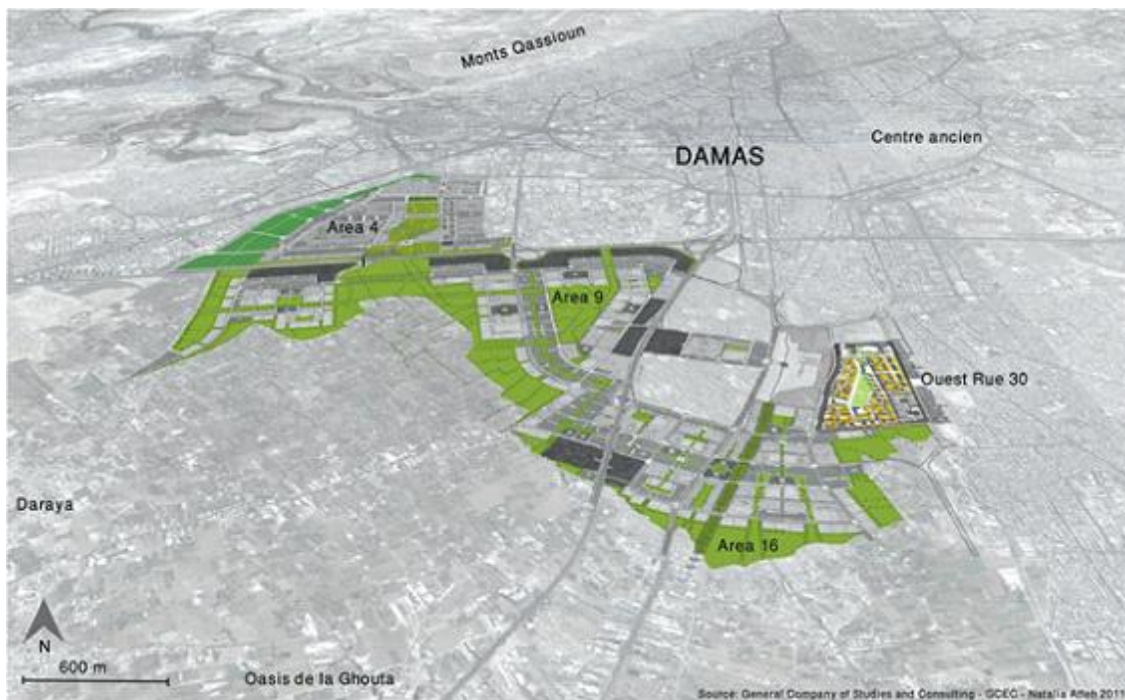 Monts Qassioun
Centre ancien
DAMAS
Area 4
Area 9
Ouest Rue 30
Daraya
Area 16
N
600 m
Oasis de la Ghouta
Source: General Company of Studies and Consulting - GCEC - Natalia Atfeh 2011